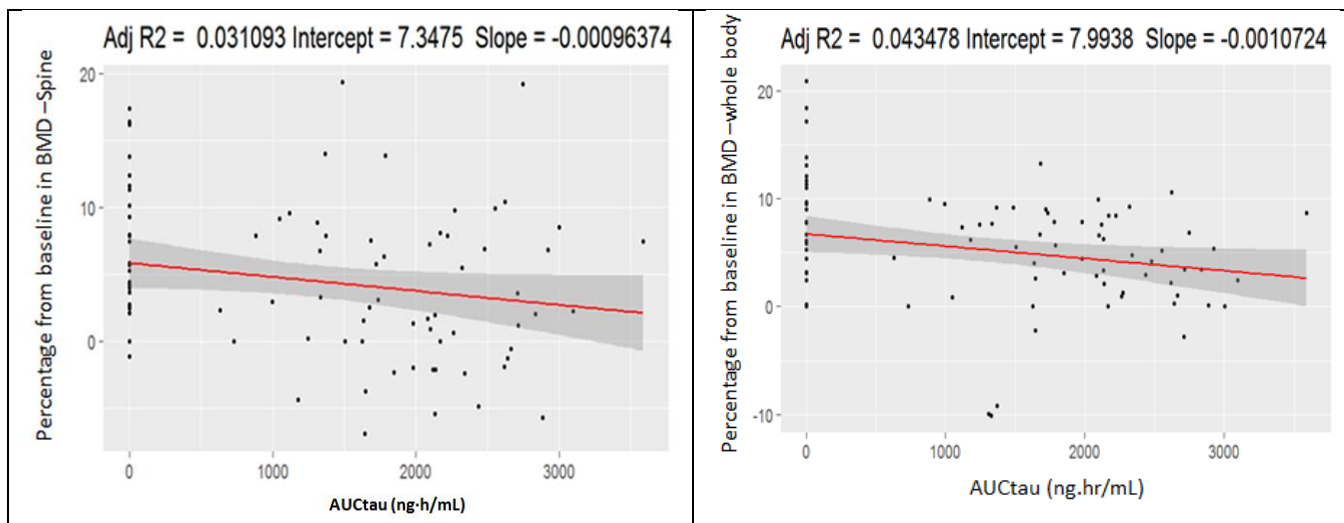 Adj R2 = 0.031093 Intercept = 7.3475 Slope = -0.00096374
Percentage from baseline in BMD –Spine
20
10
0
0 1000 2000 3000
AUCtau (ng·h/mL)
Adj R2 = 0.043478 Intercept = 7.9938 Slope = -0.0010724
Percentage from baseline in BMD –whole body
20
10
0
-10
0 1000 2000 3000
AUCtau (ng.hr/mL)